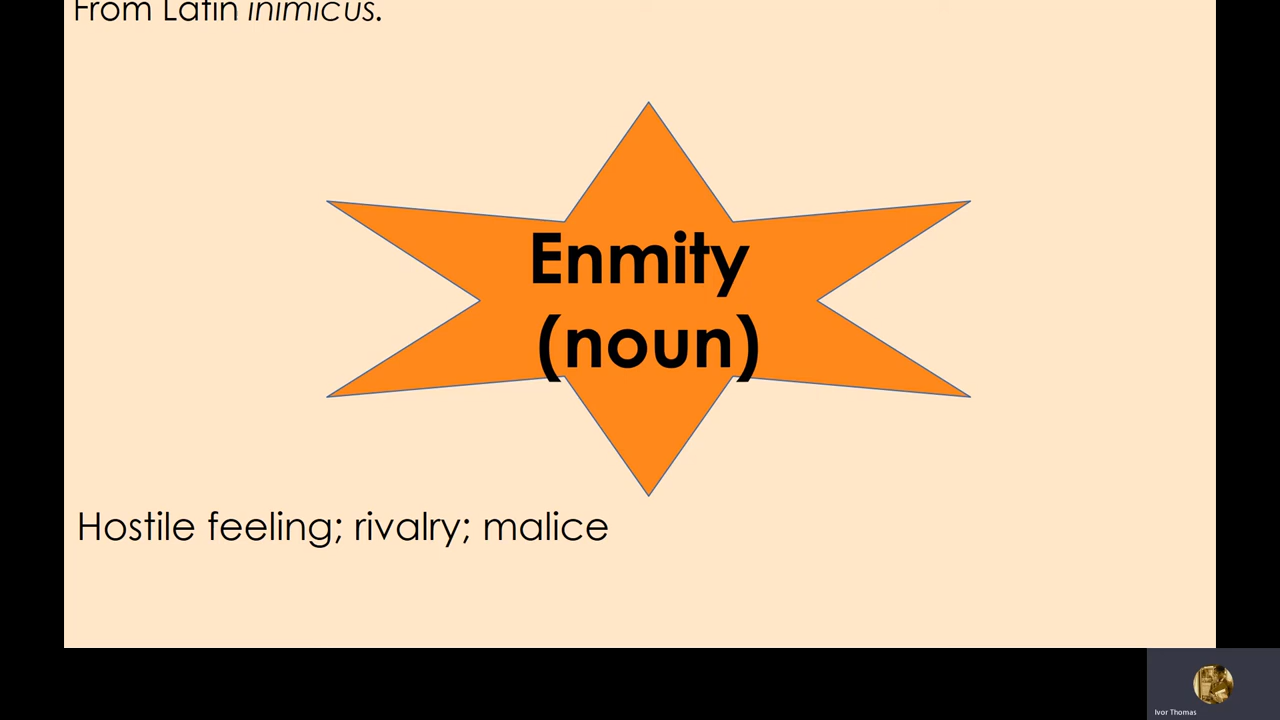 From Latin inimicus.
Enmity
(noun)
Hostile feeling; rivalry; malice
Ivor Thomas